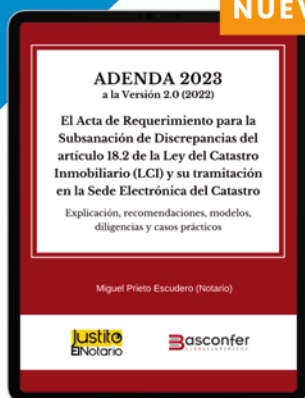 NUEV
ADENDA 2023
a la Versión 2.0 (2022)
El Acta de Requerimiento para la
Subsanación de Discrepancias del
artículo 18.2 de la Ley del Catastro
Inmobiliario (LCI) y su tramitación
en la Sede Electrónica del Catastro
Explicación, recomendaciones, modelos,
diligencias y casos prácticos
Miguel Prieto Escudero (Notario)
Justito
El Notario
Basconfer